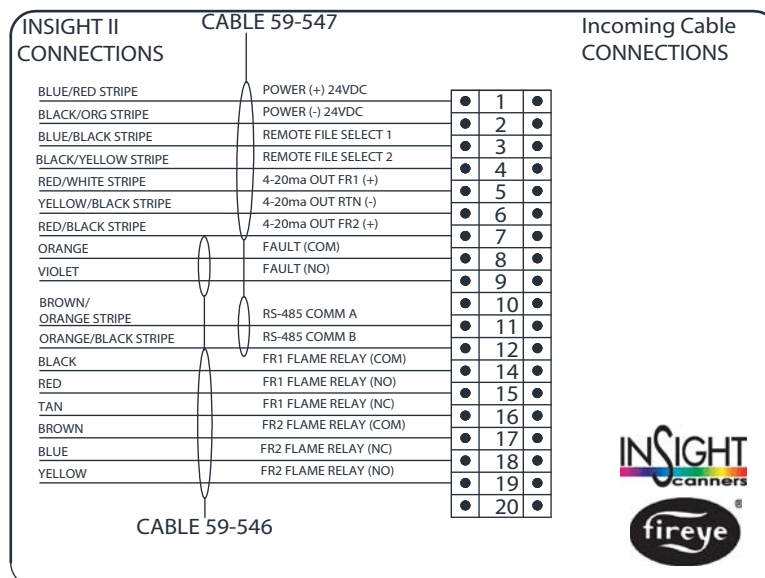 INSIGHT II
CONNECTIONS
CABLE 59-547
Incoming Cable
CONNECTIONS
BLUE/RED STRIPE POWER (+) 24VDC 1
BLACK/ORG STRIPE POWER (-) 24VDC 2
BLUE/BLACK STRIPE REMOTE FILE SELECT 1 3
BLACK/YELLOW STRIPE REMOTE FILE SELECT 2 4
RED/WHITE STRIPE 4-20ma OUT FR1 (+) 5
YELLOW/BLACK STRIPE 4-20ma OUT RTN (-) 6
RED/BLACK STRIPE 4-20ma OUT FR2 (+) 7
ORANGE FAULT (COM) 8
VIOLET FAULT (NO) 9
10
BROWN/
ORANGE STRIPE RS-485 COMM A 11
ORANGE/BLACK STRIPE RS-485 COMM B 12
BLACK FR1 FLAME RELAY (COM) 14
RED FR1 FLAME RELAY (NO) 15
TAN FR1 FLAME RELAY (NC) 16
BROWN FR2 FLAME RELAY (COM) 17
BLUE FR2 FLAME RELAY (NC) 18
YELLOW FR2 FLAME RELAY (NO) 19
20
CABLE 59-546
INSIGHT
scanners
fireye
®